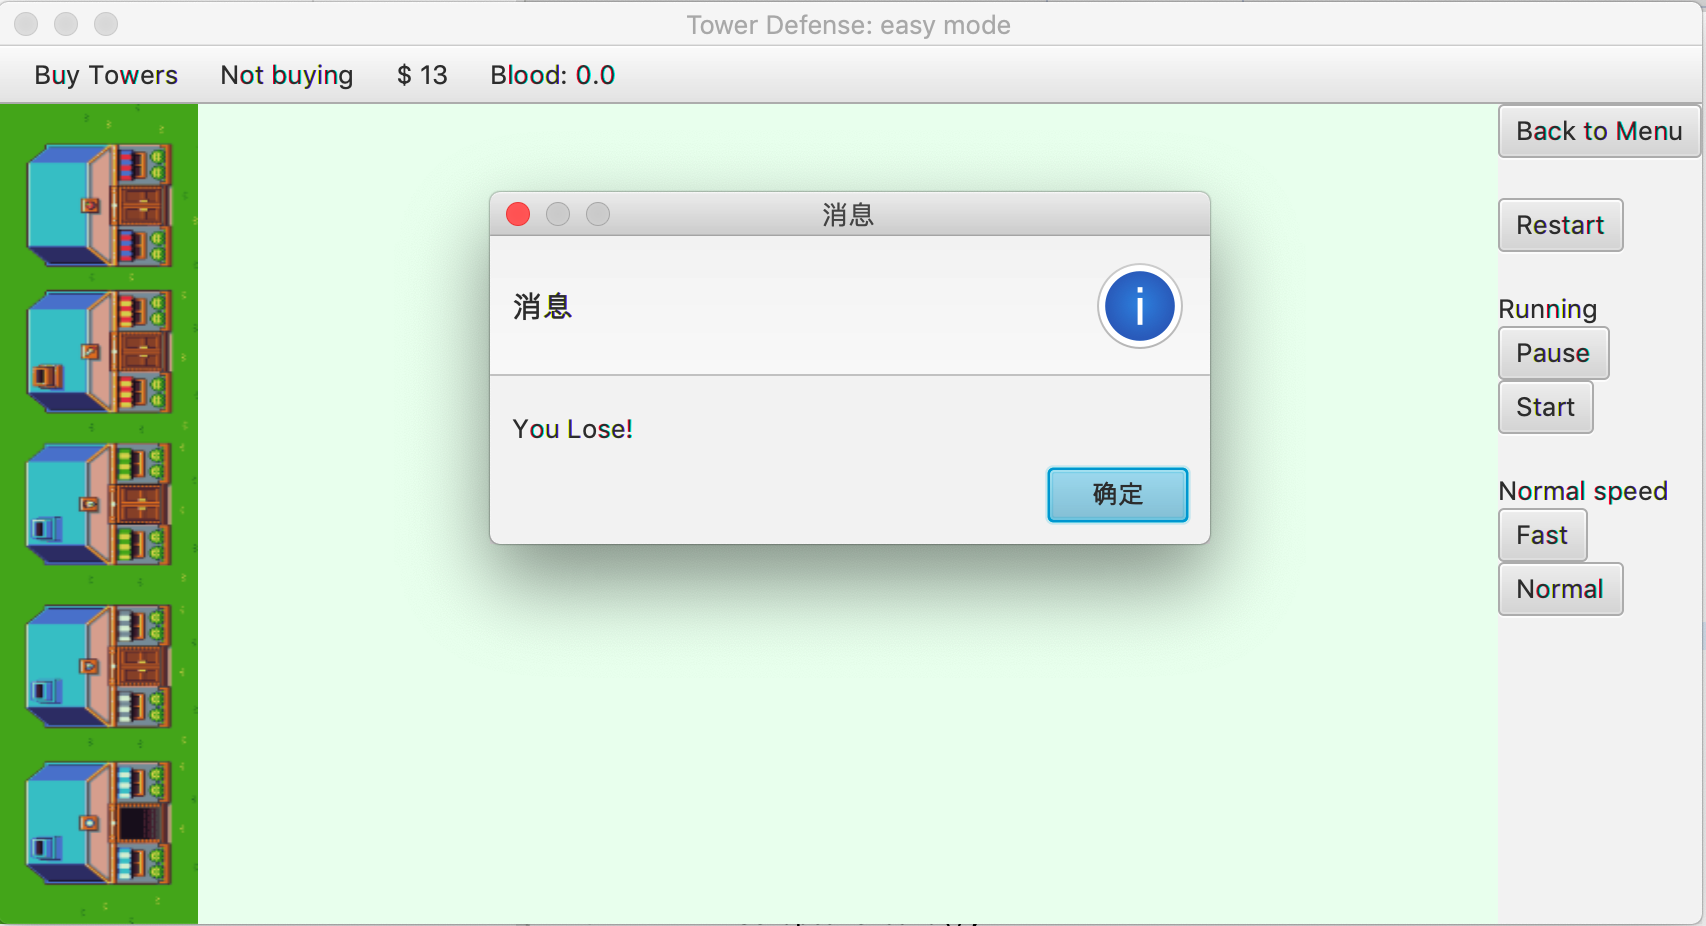 Tower Defense: easy mode
Buy Towers Not buying $ 13 Blood: 0.0
消息
消息
You Lose!
确定
Back to Menu
Restart
Running
Pause
Start
Normal speed
Fast
Normal